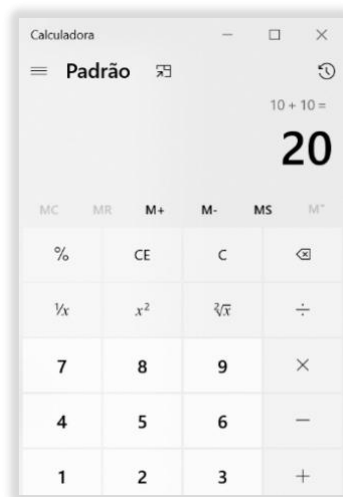 Calculadora
Padrão
10 + 10 =
20
MC MR M+ M- MS M˅
% CE C
¹/x x² ²√x ÷
7 8 9 ×
4 5 6 −
1 2 3 +